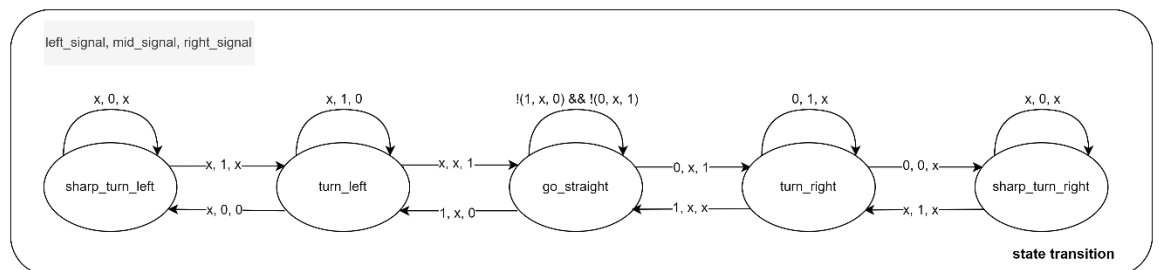 left_signal, mid_signal, right_signal
x, 0, x
x, 1, 0
!(1, x, 0) && !(0, x, 1)
0, 1, x
x, 0, x
x, 1, x
x, x, 1
0, x, 1
0, 0, x
sharp_turn_left
turn_left
go_straight
turn_right
sharp_turn_right
x, 0, 0
1, x, 0
1, x, x
x, 1, x
state transition